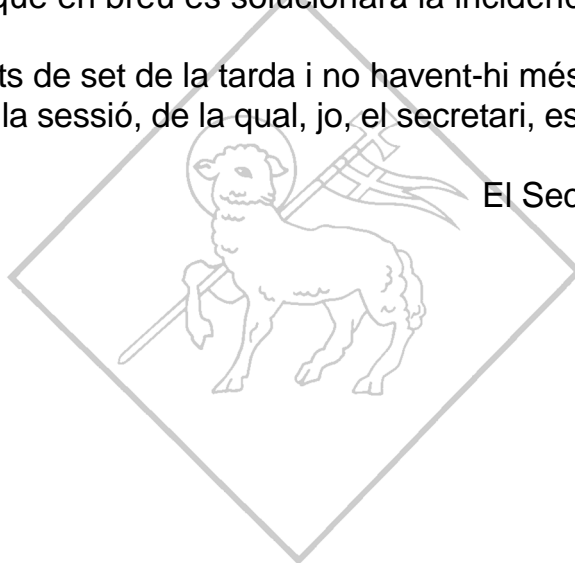 que en breu es solucionarà la
ts de set de la tarda i no havent-hi més
la sessió, de la qual, jo, el secretari, es
El Sec